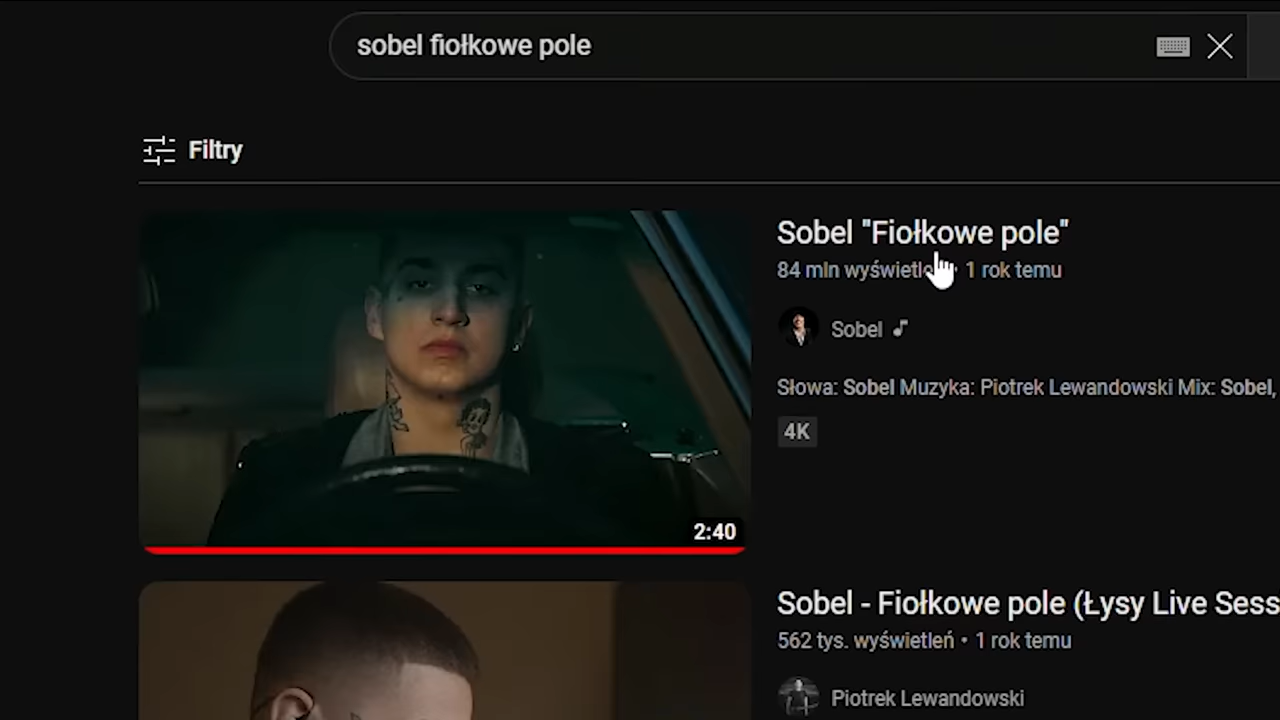 sobel fiołkowe pole
Filtry
Sobel "Fiołkowe pole"
84 mln wyświetlo • 1 rok temu
Sobel
Słowa: Sobel Muzyka: Piotrek Lewandowski Mix: Sobel,
4K
2:40
Sobel - Fiołkowe pole (Łysy Live Sess
562 tys. wyświetleń • 1 rok temu
Piotrek Lewandowski